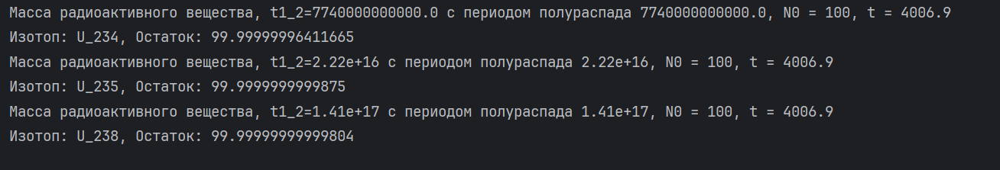 Масса радиоактивного вещества, t1_2=7740000000000.0 с периодом полураспада 7740000000000.0, N0 = 100, t = 4006.9
Изотоп: U_234, Остаток: 99.99999996411665
Масса радиоактивного вещества, t1_2=2.22e+16 с периодом полураспада 2.22e+16, N0 = 100, t = 4006.9
Изотоп: U_235, Остаток: 99.9999999999875
Масса радиоактивного вещества, t1_2=1.41e+17 с периодом полураспада 1.41e+17, N0 = 100, t = 4006.9
Изотоп: U_238, Остаток: 99.99999999999804